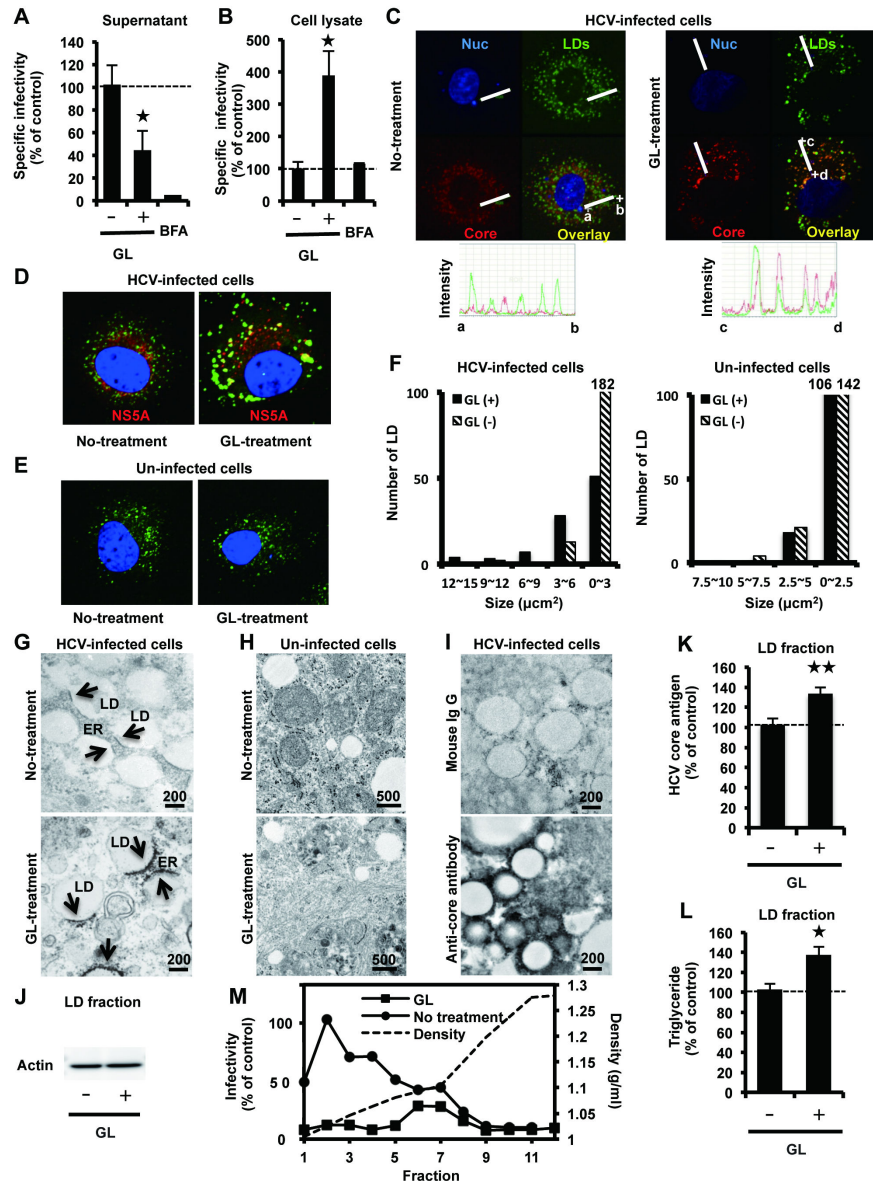 A
Supernatant
Specific infectivity
(% of control)
140
120
100
80
60
40
20
0
★
–
+
BFA
GL
B
Cell lysate
Specific infectivity
(% of control)
500
400
300
200
100
0
★
–
+
BFA
GL
C
HCV-infected cells
No-treatment
Nuc
LDs
Core
Overlay
a
+
b
Intensity
a
b
GL-treatment
Nuc
LDs
Core
Overlay
+c
+d
Intensity
c
d
D
HCV-infected cells
NS5A
NS5A
No-treatment
GL-treatment
E
Un-infected cells
No-treatment
GL-treatment
F
HCV-infected cells
182
Number of LD
100
50
0
GL (+)
GL (-)
12~15 9~12 6~9 3~6 0~3
Size (μcm²)
Un-infected cells
106 142
Number of LD
100
50
0
GL (+)
GL (-)
7.5~10 5~7.5 2.5~5 0~2.5
Size (μcm²)
G
HCV-infected cells
No-treatment
LD
LD
ER
200
GL-treatment
LD
ER
LD
200
H
Un-infected cells
No-treatment
500
GL-treatment
500
I
HCV-infected cells
Mouse Ig G
200
Anti-core antibody
200
J
LD fraction
Actin
–
+
GL
K
LD fraction
HCV core antigen
(% of control)
160
140
120
100
80
60
40
20
0
★★
–
+
GL
L
LD fraction
Triglyceride
(% of control)
160
140
120
100
80
60
40
20
0
★
–
+
GL
M
GL
No treatment
Density
Infectivity
(% of control)
100
5 0
0
1 3 5 7 9 11
Fraction
1.3
1.25
1.2
1.15
1.10
1.05
1
Density (g/ml)